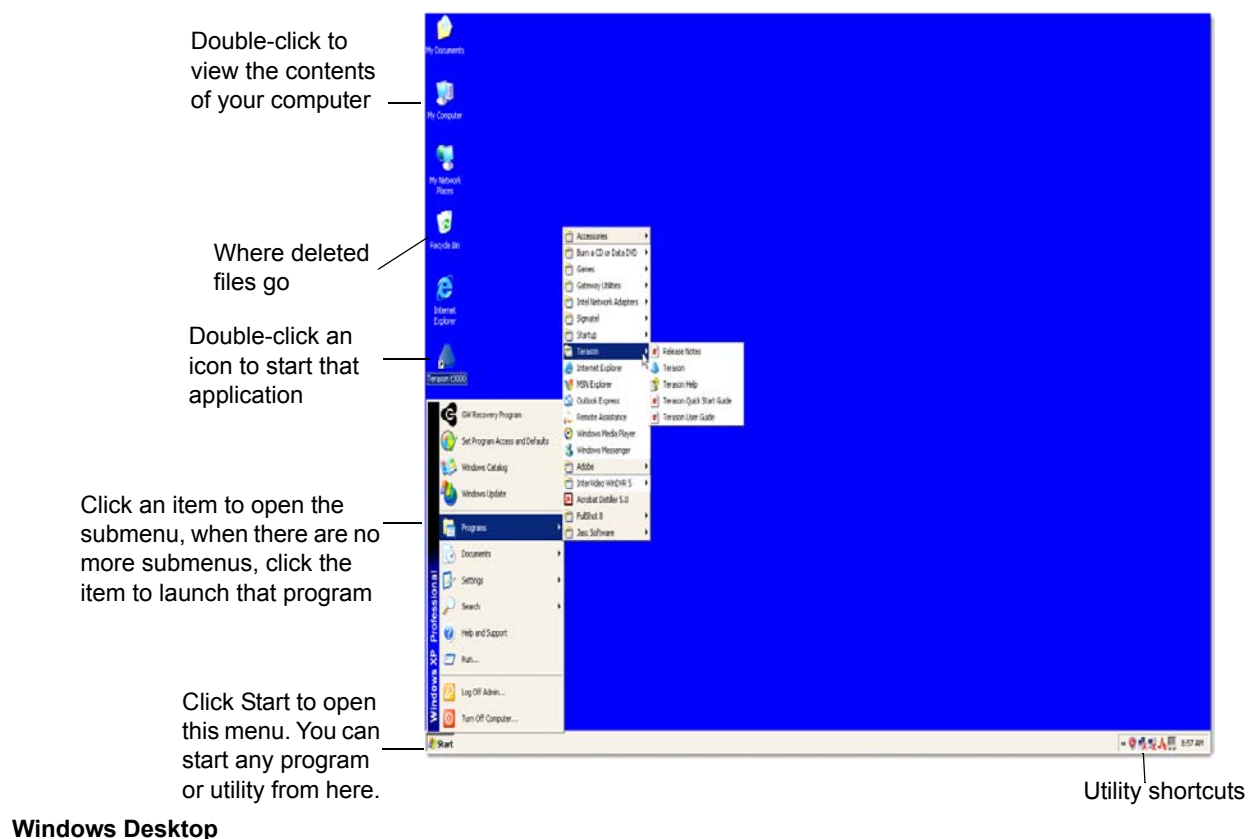 Double-click to
view the contents
of your computer
Where deleted
files go
Double-click an
icon to start that
application
Click an item to open the
submenu, when there are no
more submenus, click the
item to launch that program
Click Start to open
this menu. You can
start any program
or utility from here.
My Documents
My Computer
My Network
Places
Recycle Bin
Internet
Explorer
Terason t3000
Accessories
Burn a CD or Data DVD
Games
Gateway Utilities
Intel Network Adapters
Sigmatel
Startup
Terason
Internet Explorer
MSN Explorer
Outlook Express
Remote Assistance
Windows Media Player
Windows Messenger
Adobe
InterVideo WinDVR 5
Acrobat Distiller 5.0
FullShot 8
Jasc Software
Release Notes
Terason
Terason Help
Terason Quick Start Guide
Terason User Guide
GW Recovery Program
Set Program Access and Defaults
Windows Catalog
Windows Update
Programs
Documents
Settings
Search
Help and Support
Run...
Log Off Admin...
Turn Off Computer...
Windows XP Professional
Start
8:57 AM
Utility shortcuts
Windows Desktop